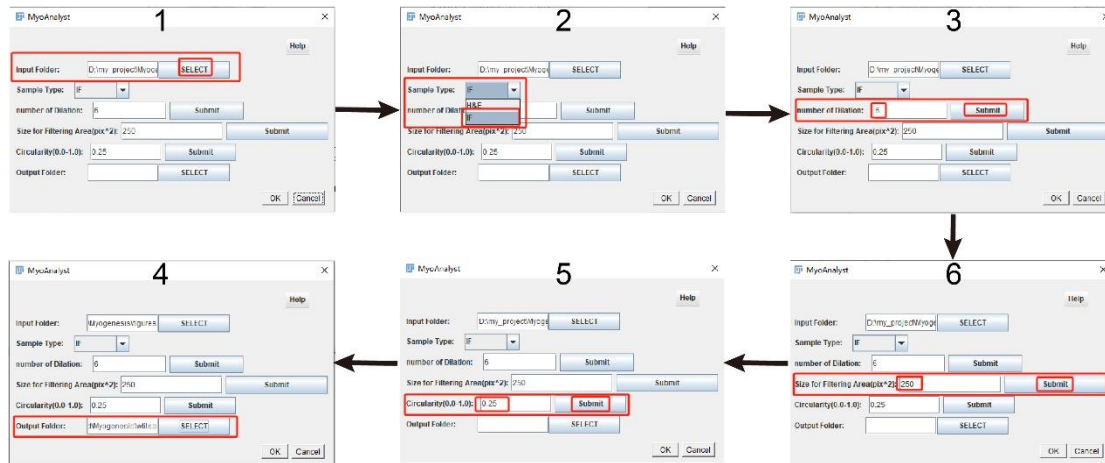 1
MyoAnalyst
Help
Input Folder: D:\my_project\Myoge SELECT
Sample Type: IF
number of Dilation: 6 Submit
Size for Filtering Area(pix^2): 250 Submit
Circularity(0.0-1.0): 0.25 Submit
Output Folder: SELECT
OK Cancel
2
MyoAnalyst
Help
Input Folder: D:\my_project\Myoge SELECT
Sample Type: IF
H&E
IF
number of Dilation: Submit
Size for Filtering Area(pix^2): 250 Submit
Circularity(0.0-1.0): 0.25 Submit
Output Folder: SELECT
OK Cancel
3
MyoAnalyst
Help
Input Folder: D:\my_project\Myoge SELECT
Sample Type: IF
number of Dilation: 6 Submit
Size for Filtering Area(pix^2): 250 Submit
Circularity(0.0-1.0): 0.25 Submit
Output Folder: SELECT
OK Cancel
4
MyoAnalyst
Help
Input Folder: \Myogenesis\figures SELECT
Sample Type: IF
number of Dilation: 6 Submit
Size for Filtering Area(pix^2): 250 Submit
Circularity(0.0-1.0): 0.25 Submit
Output Folder: SELECT
OK Cancel
5
MyoAnalyst
Help
Input Folder: D:\my_project\Myoge SELECT
Sample Type: IF
number of Dilation: 6 Submit
Size for Filtering Area(pix^2): 250 Submit
Circularity(0.0-1.0): 0.25 Submit
Output Folder: SELECT
OK Cancel
6
MyoAnalyst
Help
Input Folder: D:\my_project\Myoge SELECT
Sample Type: IF
number of Dilation: 6 Submit
Size for Filtering Area(pix^2): 250 Submit
Circularity(0.0-1.0): 0.25 Submit
Output Folder: SELECT
OK Cancel